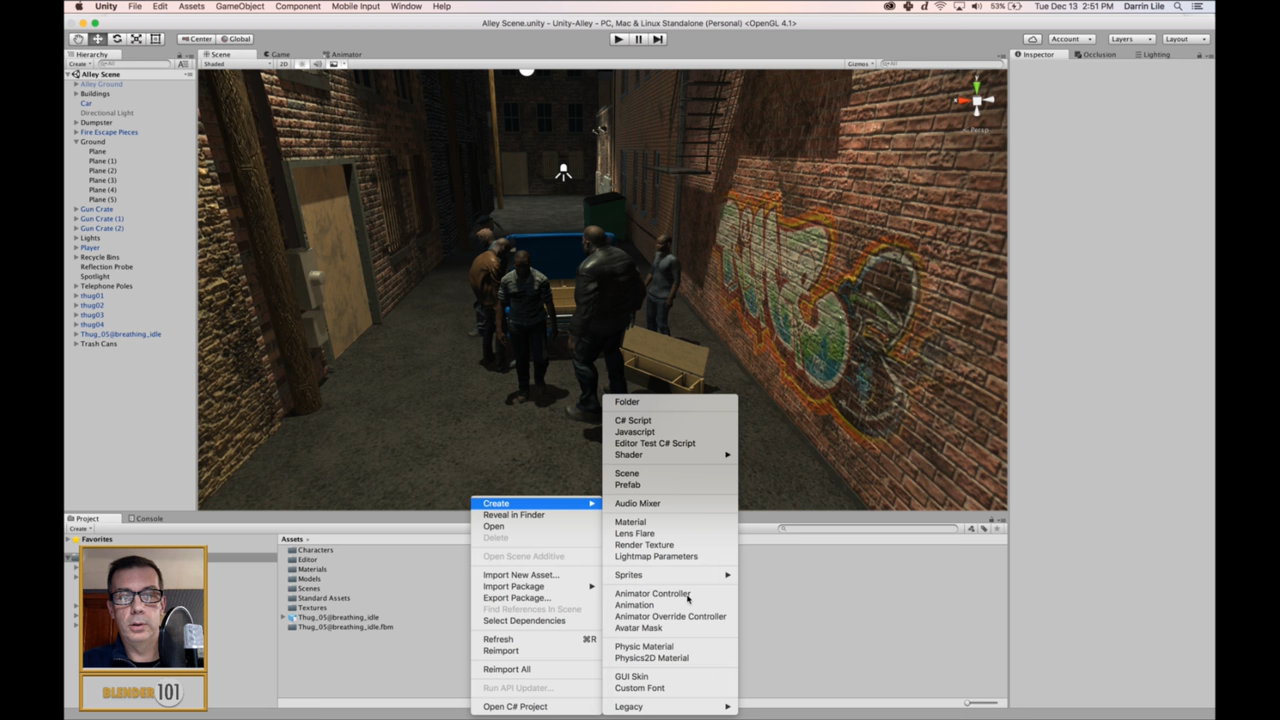 Unity File Edit Assets GameObject Component Mobile Input Window Help 53% Tue Dec 13 2:51 PM Darrin Lile
Alley Scene.unity - Unity-Alley - PC, Mac & Linux Standalone (Personal) <OpenGL 4.1>
Center Global Account Layers Layout
Hierarchy Scene Game Animator Inspector Occlusion Lighting
Create All Shaded 2D Gizmos All
Alley Scene
Alley Ground
Buildings
Car
Directional Light
Dumpster
Fire Escape Pieces
Ground
Plane
Plane (1)
Plane (2)
Plane (3)
Plane (4)
Plane (5)
Gun Crate
Gun Crate (1)
Gun Crate (2)
Lights
Player
Recycle Bins
Reflection Probe
Spotlight
Telephone Poles
thug01
thug02
thug03
thug04
Thug_05@breathing_idle
Trash Cans
y
Persp
Project Console
Create
Favorites
Assets
Characters
Editor
Materials
Models
Scenes
Standard Assets
Textures
Thug_05@breathing_idle
Thug_05@breathing_idle.fbm
Create
Reveal in Finder
Open
Delete
Open Scene Additive
Import New Asset...
Import Package
Export Package...
Find References In Scene
Select Dependencies
Refresh ⌘R
Reimport
Reimport All
Run API Updater...
Open C# Project
Folder
C# Script
Javascript
Editor Test C# Script
Shader
Scene
Prefab
Audio Mixer
Material
Lens Flare
Render Texture
Lightmap Parameters
Sprites
Animator Controller
Animation
Animator Override Controller
Avatar Mask
Physic Material
Physics2D Material
GUI Skin
Custom Font
Legacy
BLENDER 101